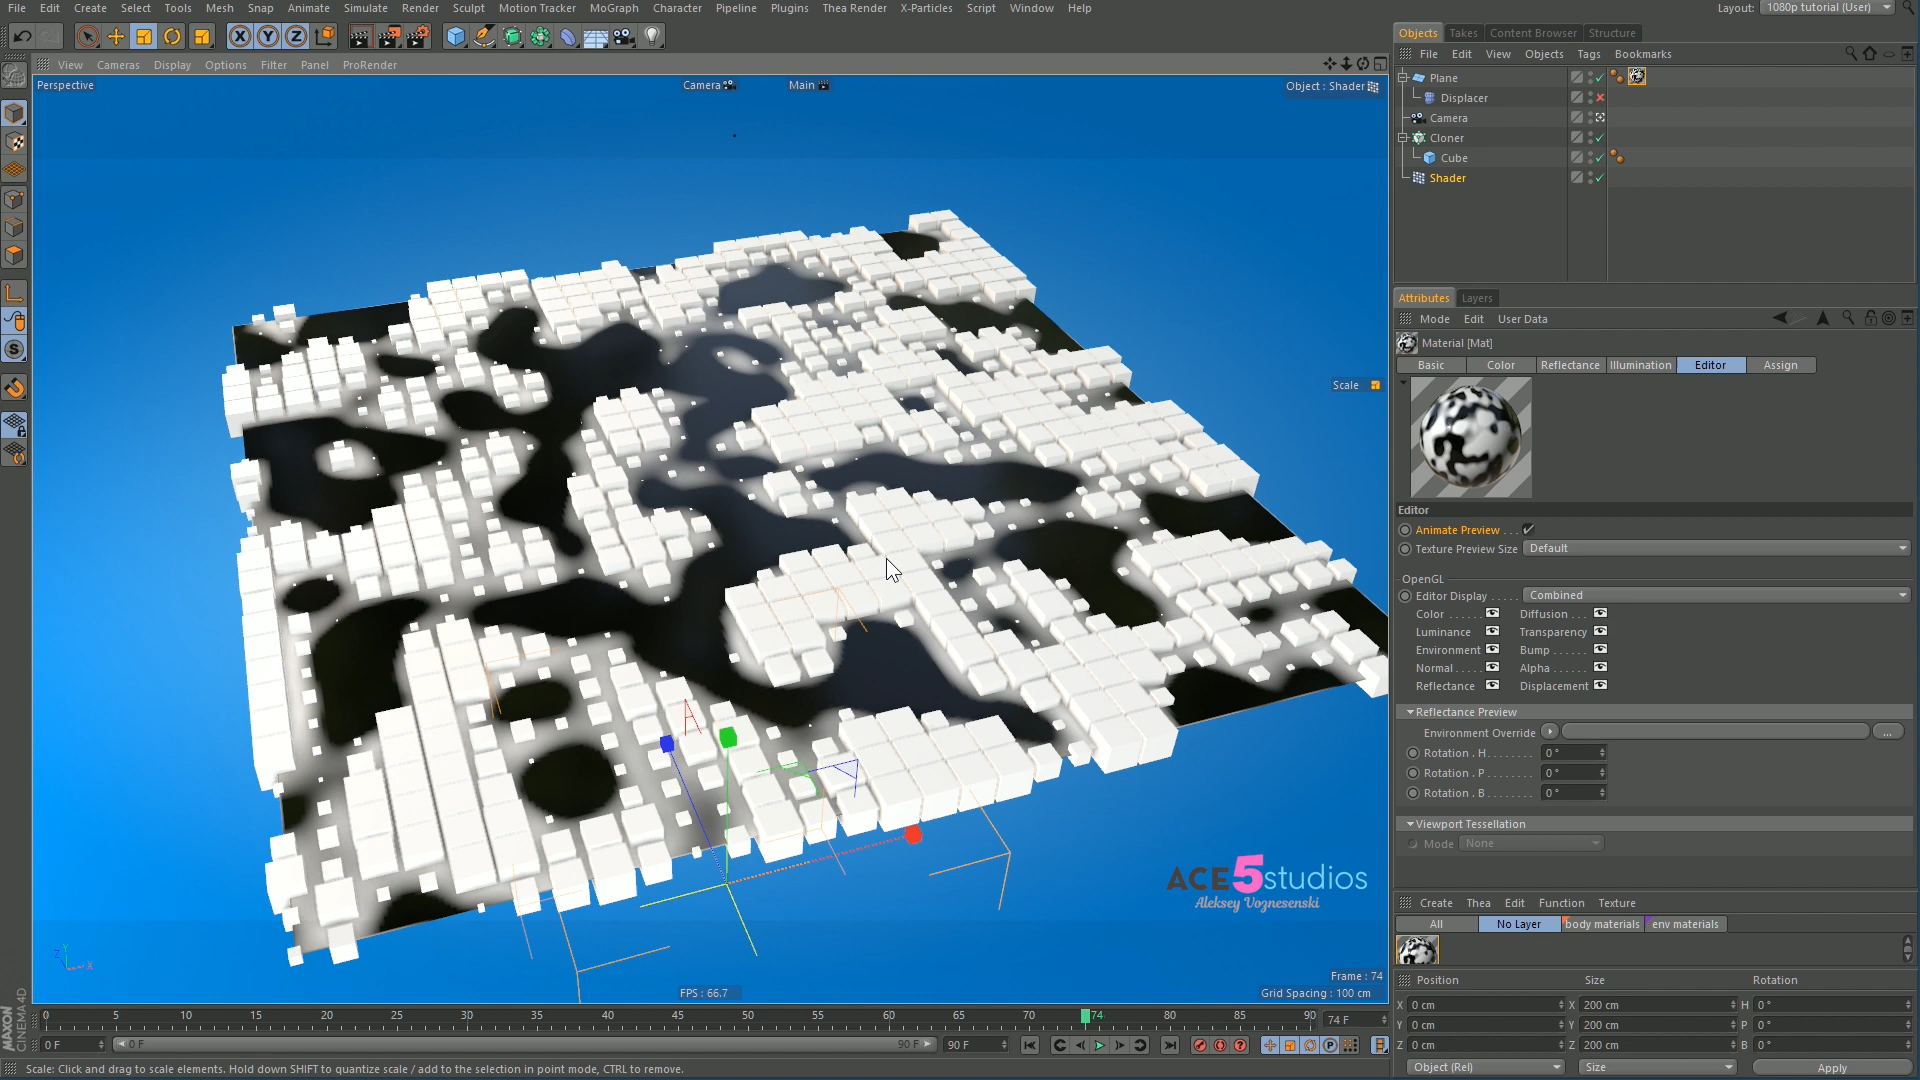 File Edit Create Select Tools Mesh Snap Animate Simulate Render Sculpt Motion Tracker MoGraph Character Pipeline Plugins Thea Render X-Particles Script Window Help
Layout: 1080p tutorial (User)
Objects Takes Content Browser Structure
File Edit View Objects Tags Bookmarks
View Cameras Display Options Filter Panel ProRender
Perspective
Camera
Main
Object : Shader
Plane
Displacer
Camera
Cloner
Cube
Shader
Attributes Layers
Mode Edit User Data
Material [Mat]
Basic Color Reflectance Illumination Editor Assign
Scale
Editor
Animate Preview . . .
Texture Preview Size Default
OpenGL
Editor Display . . . . . Combined
Color . . . . . . Diffusion . . .
Luminance Transparency
Environment Bump . . . . . .
Normal . . . . Alpha . . . . . .
Reflectance Displacement
Reflectance Preview
Environment Override ...
Rotation . H . . . . . . . . 0 °
Rotation . P . . . . . . . . 0 °
Rotation . B . . . . . . . . 0 °
Viewport Tessellation
Mode None
ACE5studios
Aleksey Voznesenski
Create Thea Edit Function Texture
All No Layer body materials env materials
Frame : 74
FPS : 66.7
Grid Spacing : 100 cm
Y
Z
X
Position Size Rotation
X 0 cm X 200 cm H 0 °
Y 0 cm Y 200 cm P 0 °
Z 0 cm Z 200 cm B 0 °
Object (Rel) Size Apply
MAXON
CINEMA 4D
0 5 10 15 20 25 30 35 40 45 50 55 60 65 70 74 80 85 90 74 F
0 F 0 F 90 F 90 F
Scale: Click and drag to scale elements. Hold down SHIFT to quantize scale / add to the selection in point mode, CTRL to remove.